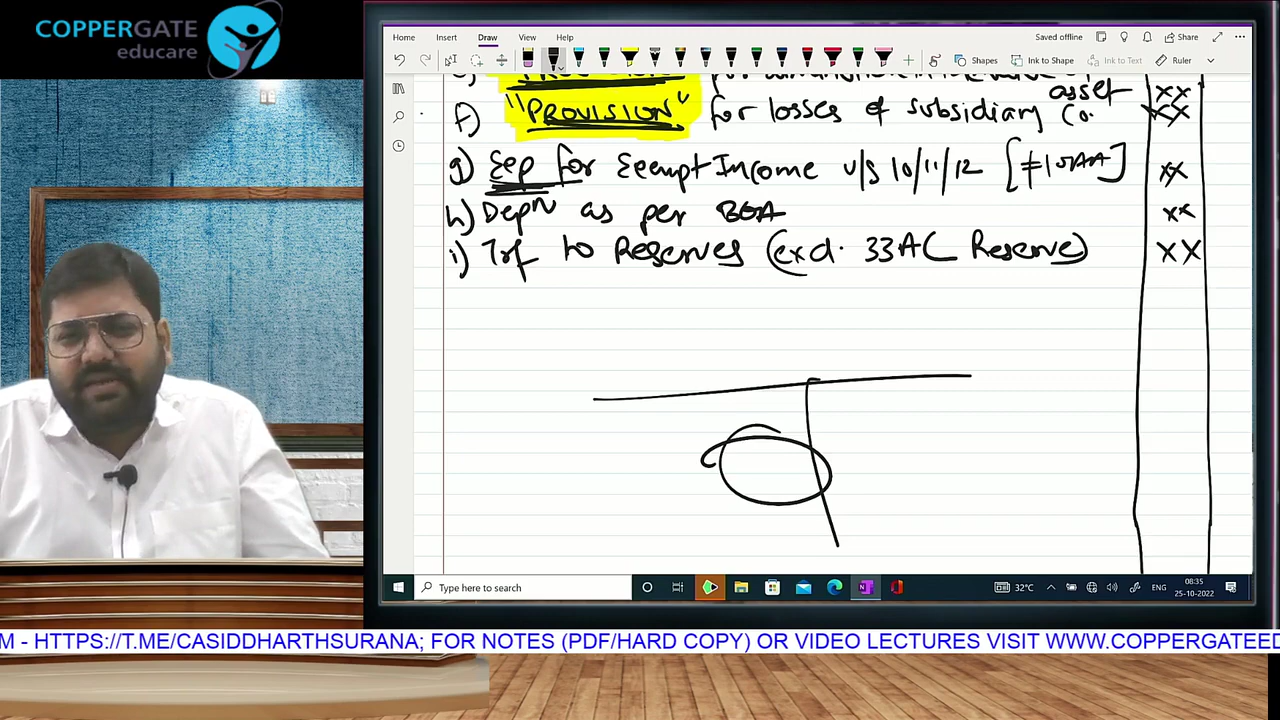 COPPERGATE
educare
Home Insert Draw View Help
Saved offline Share
Shapes Ink to Shape Ink to Text Ruler
asset XX
f) "PROVISION" for losses of subsidiary Co. XX
g) Exp for Exempt Income u/s 10/11/12 [≠10AA] XX
h) Depn as per XX
i) Trf to Reserves (excl. 33AC Reserve) XX
Type here to search
32°C ENG 08:35
25-10-2022
M - HTTPS://T.ME/CASIDDHARTHSURANA; FOR NOTES (PDF/HARD COPY) OR VIDEO LECTURES VISIT WWW.COPPERGATEED